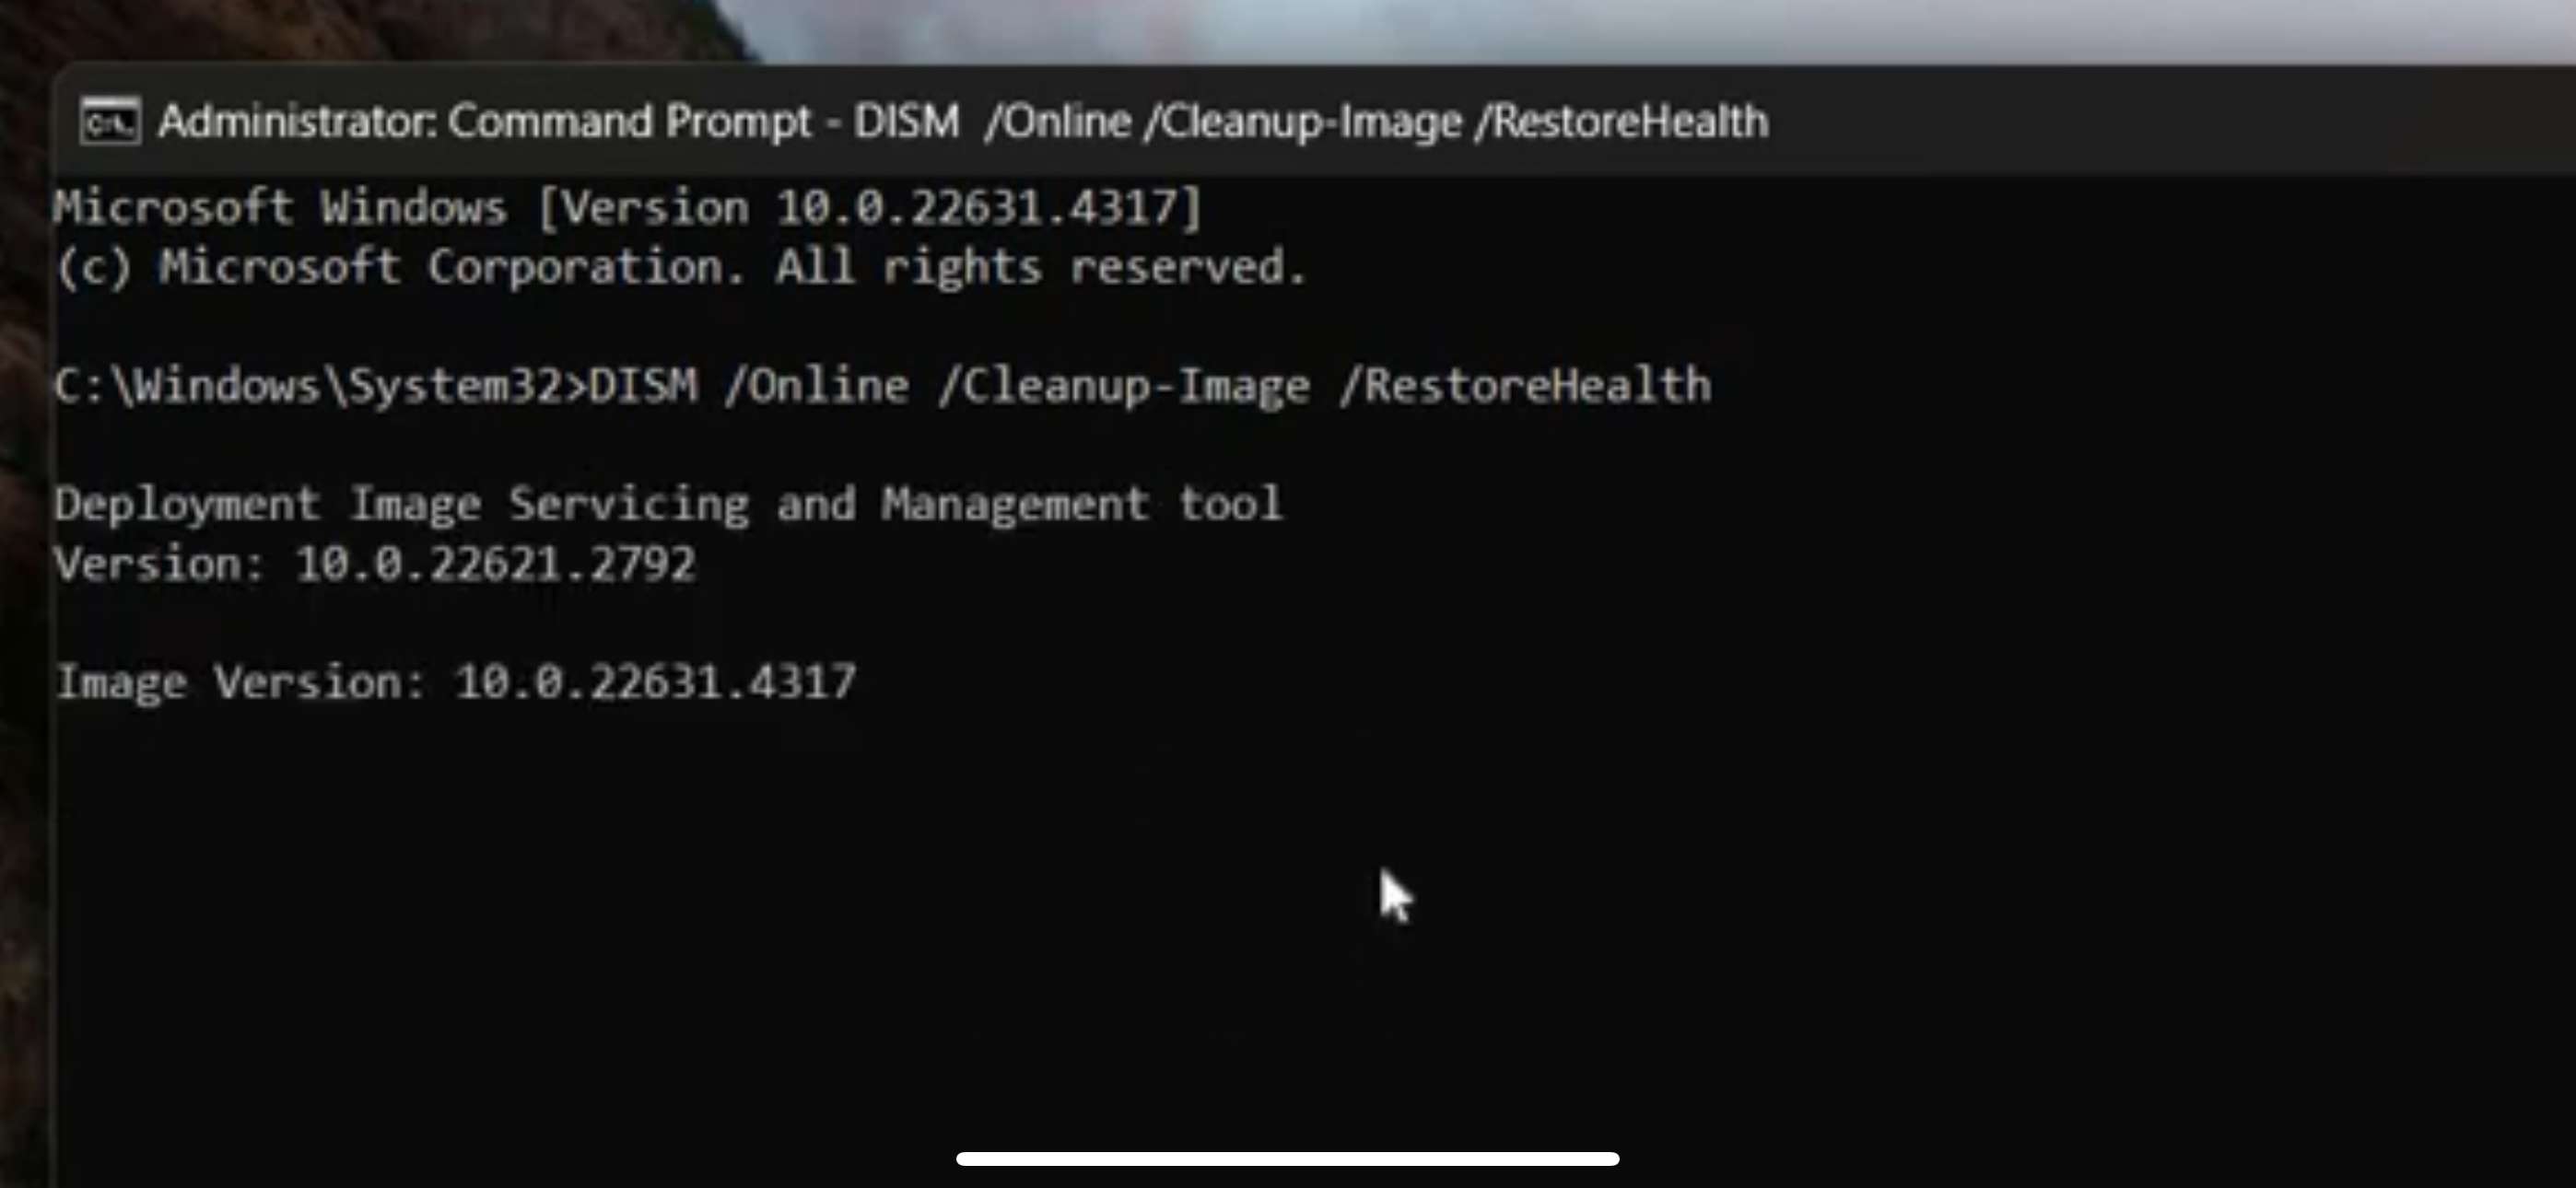 Administrator: Command Prompt - DISM  /Online /Cleanup-Image /RestoreHealth
Microsoft Windows [Version 10.0.22631.4317]
(c) Microsoft Corporation. All rights reserved.
C:\Windows\System32>DISM /Online /Cleanup-Image /RestoreHealth
Deployment Image Servicing and Management tool
Version: 10.0.22621.2792
Image Version: 10.0.22631.4317